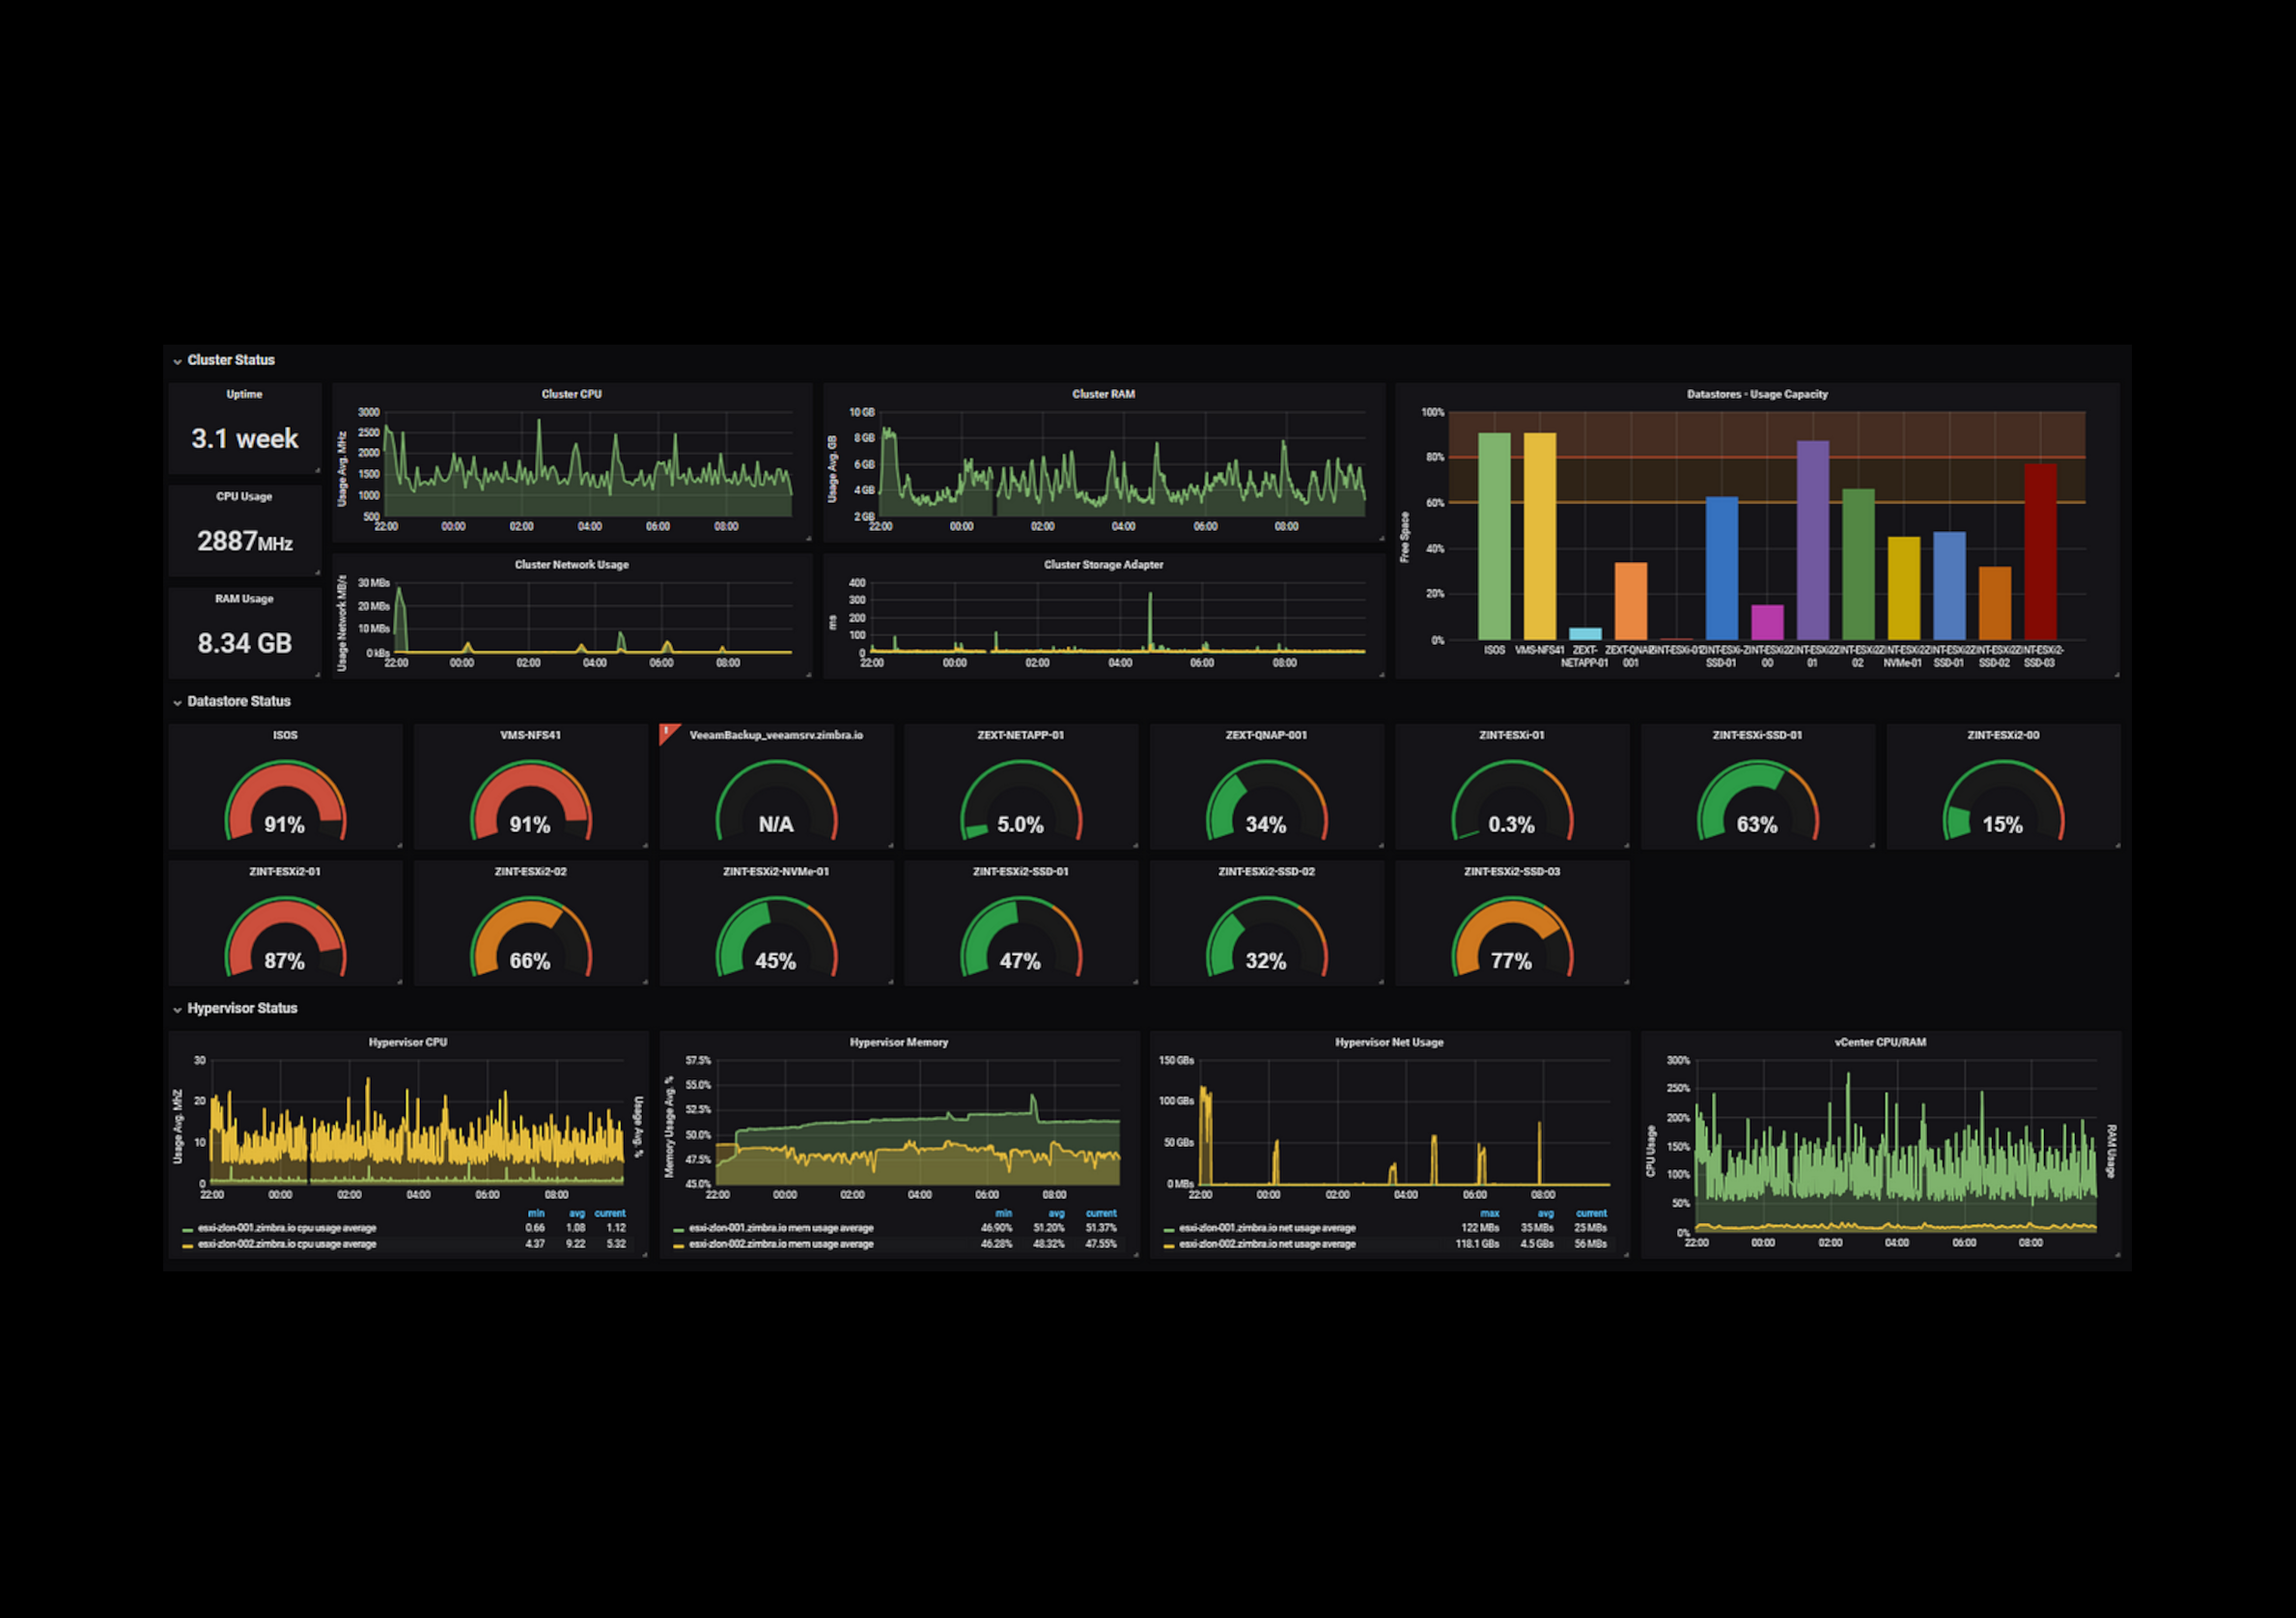 Cluster Status
Uptime
3.1 week
CPU Usage
2887MHz
RAM Usage
8.34 GB
Cluster CPU
Usage Avg. MHz
3000
2500
2000
1500
1000
500
22:00 00:00 02:00 04:00 06:00 08:00
Cluster RAM
Usage Avg. GB
10 GB
8 GB
6 GB
4 GB
2 GB
22:00 00:00 02:00 04:00 06:00 08:00
Cluster Network Usage
Usage Network MB/s
30 MBs
20 MBs
10 MBs
0 kBs
22:00 00:00 02:00 04:00 06:00 08:00
Cluster Storage Adapter
ms
400
300
200
100
0
22:00 00:00 02:00 04:00 06:00 08:00
Datastores - Usage Capacity
Free Space
100%
80%
60%
40%
20%
0%
ISOS VMS-NFS41 ZEXT- ZEXT-QNAP-
NETAPP-01 001 SSD-01 00 01 02 NVMe-01 SSD-01 SSD-02 SSD-03
Datastore Status
ISOS
91%
VMS-NFS41
91%
!
VeeamBackup_veeamsrv.zimbra.io
N/A
ZEXT-NETAPP-01
5.0%
ZEXT-QNAP-001
34%
ZINT-ESXi-01
0.3%
ZINT-ESXi-SSD-01
63%
ZINT-ESXi2-00
15%
ZINT-ESXi2-01
87%
ZINT-ESXi2-02
66%
ZINT-ESXi2-NVMe-01
45%
ZINT-ESXi2-SSD-01
47%
ZINT-ESXi2-SSD-02
32%
ZINT-ESXi2-SSD-03
77%
Hypervisor Status
Hypervisor CPU
Usage Avg. MhZ
Usage Avg. %
30
20
10
0
22:00 00:00 02:00 04:00 06:00 08:00
min avg current
esxi-zlon-001.zimbra.io cpu usage average 0.66 1.08 1.12
esxi-zlon-002.zimbra.io cpu usage average 4.37 9.22 5.32
Hypervisor Memory
Memory Usage Avg. %
57.5%
55.0%
52.5%
50.0%
47.5%
45.0%
22:00 00:00 02:00 04:00 06:00 08:00
min avg current
esxi-zlon-001.zimbra.io mem usage average 46.90% 51.20% 51.37%
esxi-zlon-002.zimbra.io mem usage average 46.28% 48.32% 47.55%
Hypervisor Net Usage
150 GBs
100 GBs
50 GBs
0 MBs
22:00 00:00 02:00 04:00 06:00 08:00
max avg current
esxi-zlon-001.zimbra.io net usage average 122 MBs 35 MBs 25 MBs
esxi-zlon-002.zimbra.io net usage average 118.1 GBs 4.5 GBs 56 MBs
vCenter CPU/RAM
CPU Usage
RAM Usage
300%
250%
200%
150%
100%
50%
0%
22:00 00:00 02:00 04:00 06:00 08:00